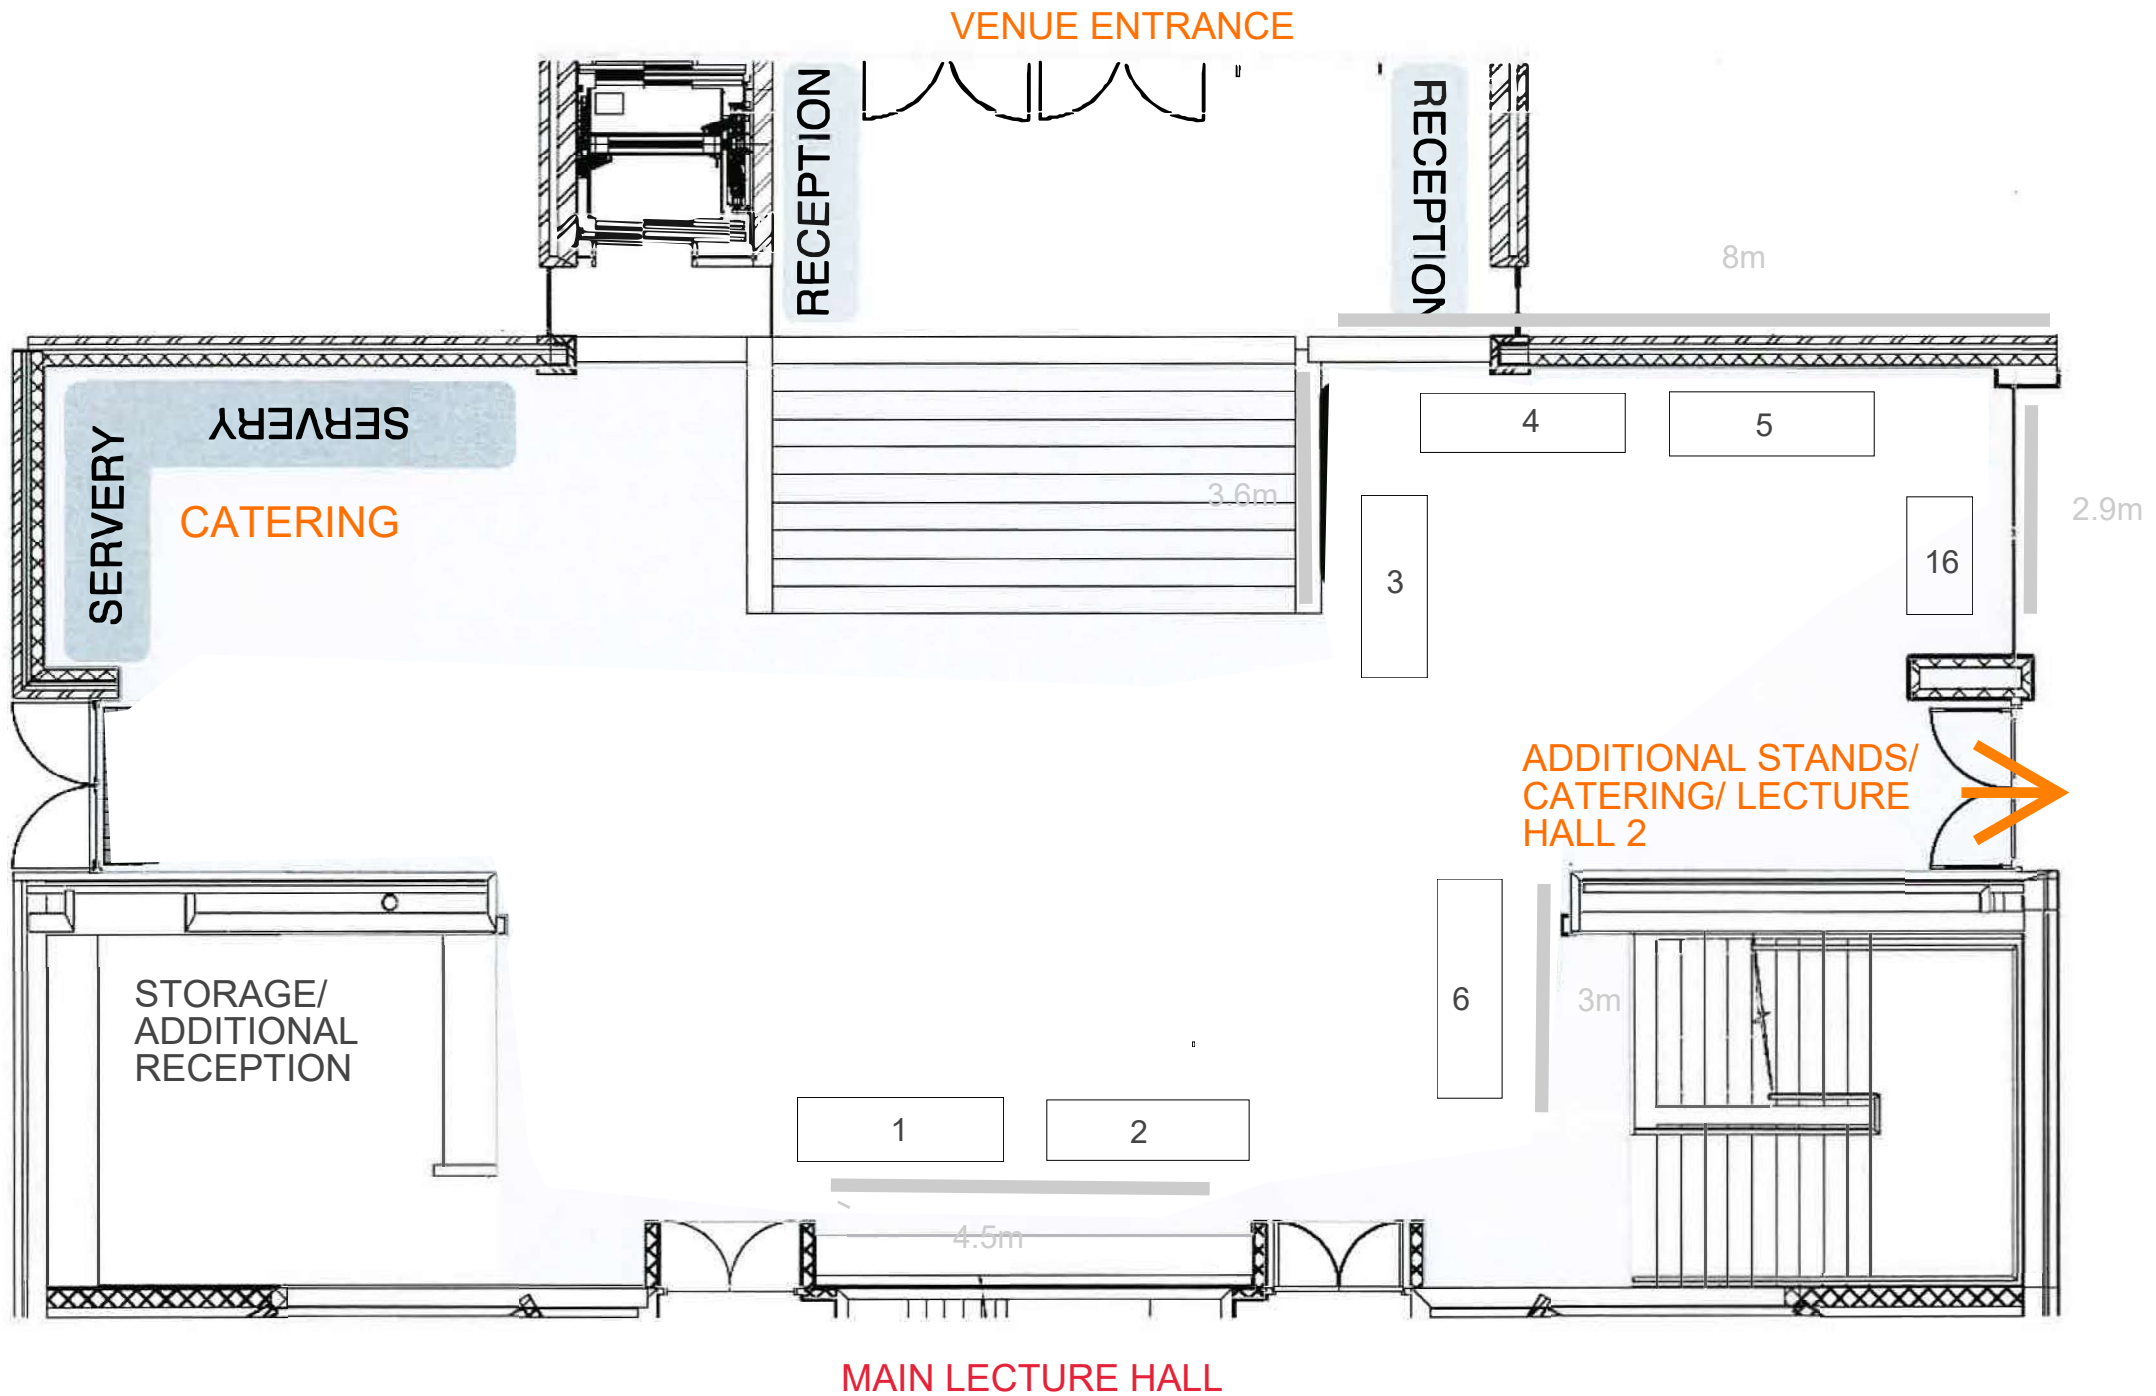 VENUE ENTRANCE
RECEPTION
RECEPTION
8m
SERVERY
SERVERY
CATERING
3.6m
4
5
2.9m
3
16
ADDITIONAL STANDS/
CATERING/ LECTURE
HALL 2
STORAGE/
ADDITIONAL
RECEPTION
6
3m
1
2
4.5m
MAIN LECTURE HALL